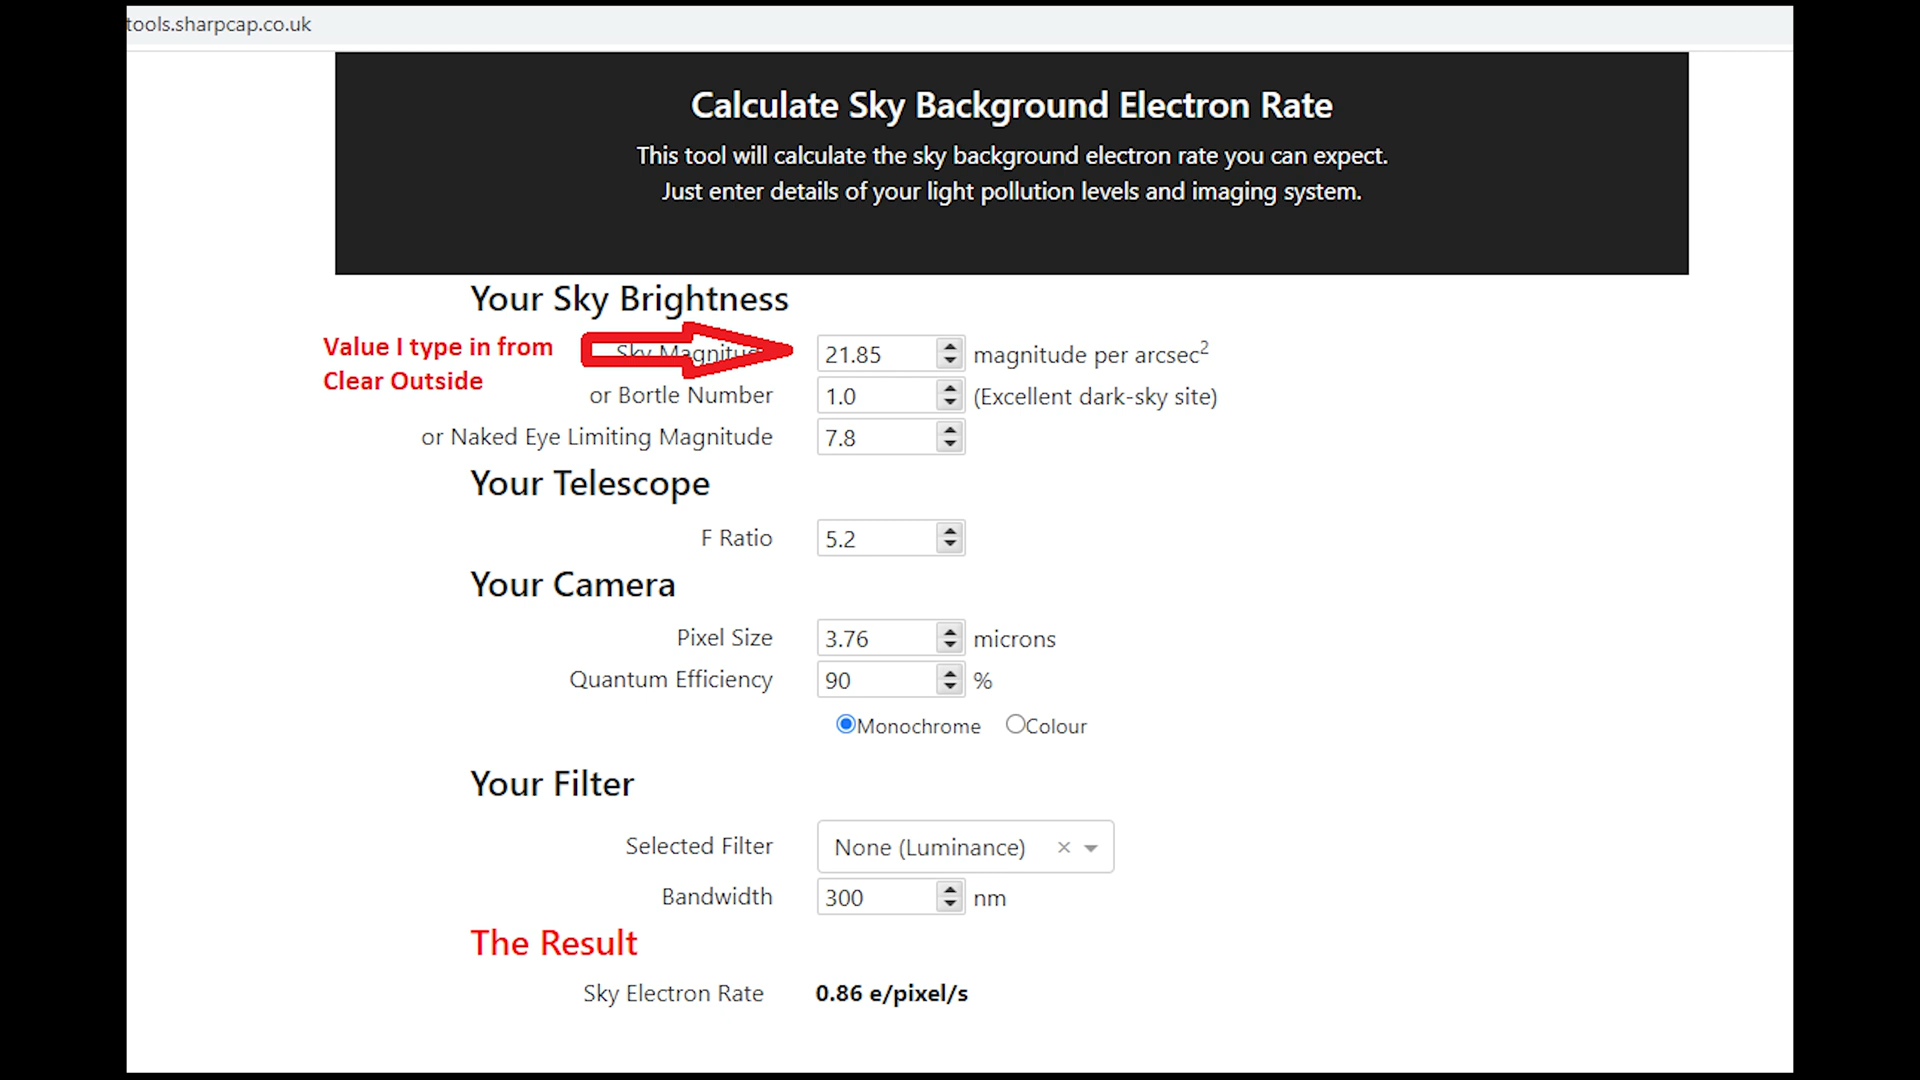 tools.sharpcap.co.uk
Calculate Sky Background Electron Rate
This tool will calculate the sky background electron rate you can expect.
Just enter details of your light pollution levels and imaging system.
Your Sky Brightness
Value I type in from
Clear Outside
Sky Magnitude 21.85 magnitude per arcsec²
or Bortle Number 1.0 (Excellent dark-sky site)
or Naked Eye Limiting Magnitude 7.8
Your Telescope
F Ratio 5.2
Your Camera
Pixel Size 3.76 microns
Quantum Efficiency 90 %
Monochrome Colour
Your Filter
Selected Filter None (Luminance) ×
Bandwidth 300 nm
The Result
Sky Electron Rate 0.86 e/pixel/s